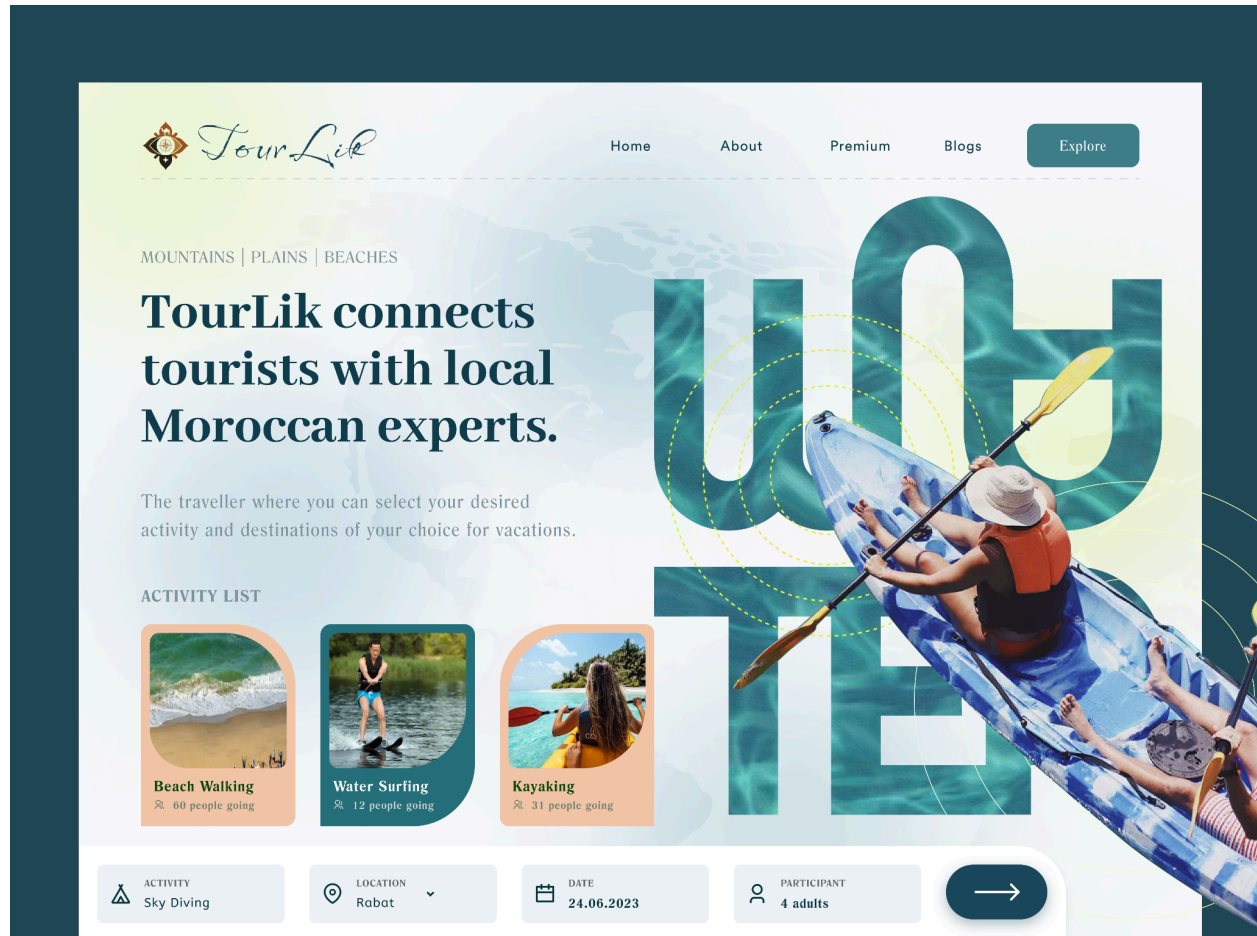 TourLik
Home
About
Premium
Blogs
Explore
MOUNTAINS | PLAINS | BEACHES
TourLik connects
tourists with local
Moroccan experts.
The traveller where you can select your desired
activity and destinations of your choice for vacations.
ACTIVITY LIST
Beach Walking
60 people going
Water Surfing
12 people going
Kayaking
31 people going
WA
TER
ACTIVITY
Sky Diving
LOCATION
Rabat
DATE
24.06.2023
PARTICIPANT
4 adults